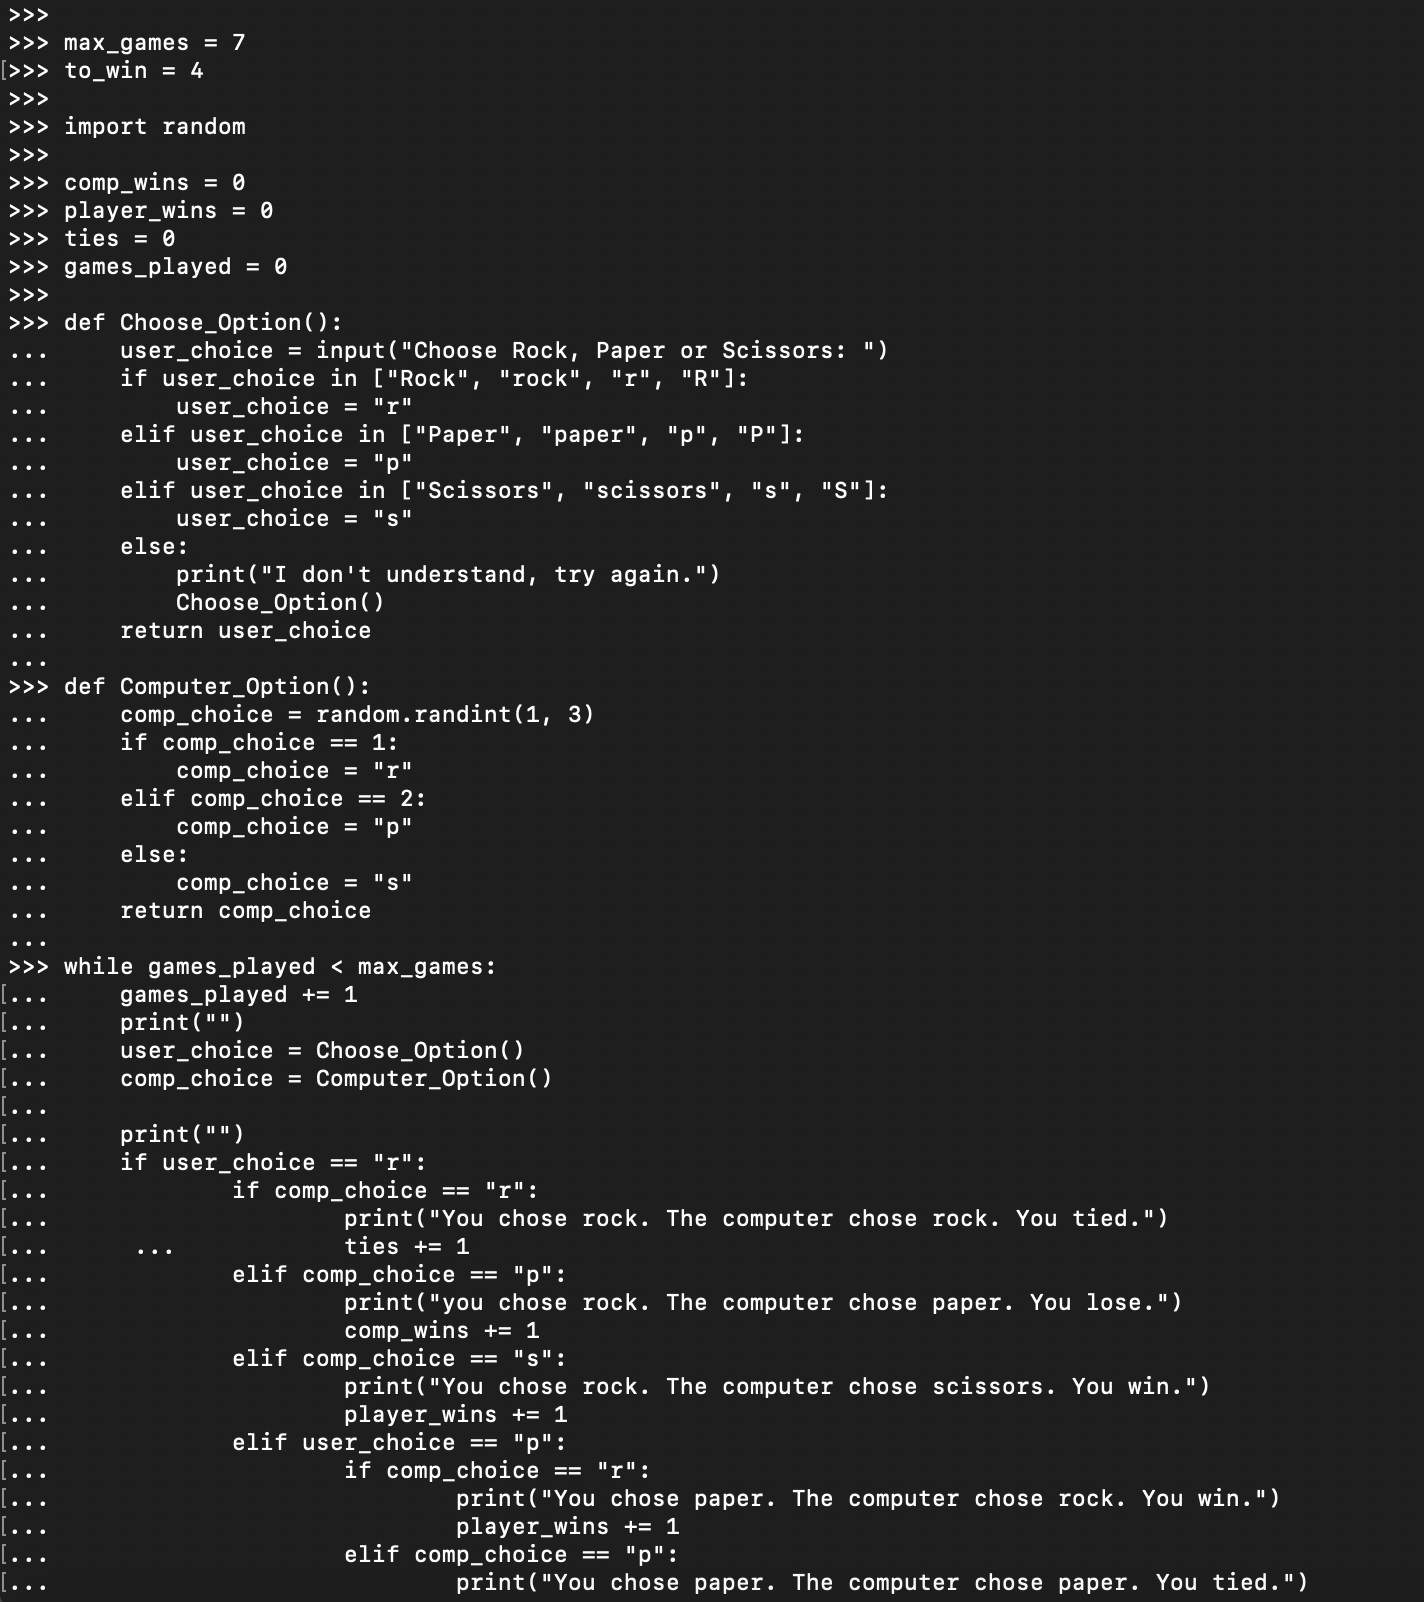 >>>
>>> max_games = 7
[>>> to_win = 4
>>>
>>> import random
>>>
>>> comp_wins = 0
>>> player_wins = 0
>>> ties = 0
>>> games_played = 0
>>>
>>> def Choose_Option():
...     user_choice = input("Choose Rock, Paper or Scissors: ")
...     if user_choice in ["Rock", "rock", "r", "R"]:
...         user_choice = "r"
...     elif user_choice in ["Paper", "paper", "p", "P"]:
...         user_choice = "p"
...     elif user_choice in ["Scissors", "scissors", "s", "S"]:
...         user_choice = "s"
...     else:
...         print("I don't understand, try again.")
...         Choose_Option()
...     return user_choice
...
>>> def Computer_Option():
...     comp_choice = random.randint(1, 3)
...     if comp_choice == 1:
...         comp_choice = "r"
...     elif comp_choice == 2:
...         comp_choice = "p"
...     else:
...         comp_choice = "s"
...     return comp_choice
...
>>> while games_played < max_games:
[...     games_played += 1
[...     print("")
[...     user_choice = Choose_Option()
[...     comp_choice = Computer_Option()
[...
[...     print("")
[...     if user_choice == "r":
[...             if comp_choice == "r":
[...                     print("You chose rock. The computer chose rock. You tied.")
[...      ...            ties += 1
[...             elif comp_choice == "p":
[...                     print("you chose rock. The computer chose paper. You lose.")
[...                     comp_wins += 1
[...             elif comp_choice == "s":
[...                     print("You chose rock. The computer chose scissors. You win.")
[...                     player_wins += 1
[...             elif user_choice == "p":
[...                     if comp_choice == "r":
[...                             print("You chose paper. The computer chose rock. You win.")
[...                             player_wins += 1
[...                     elif comp_choice == "p":
[...                             print("You chose paper. The computer chose paper. You tied.")